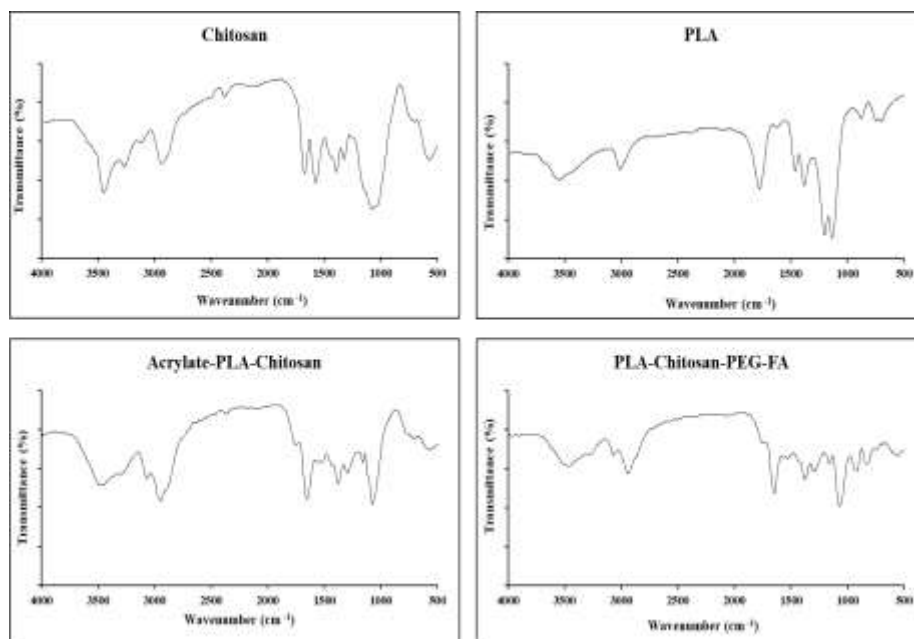 Chitosan
Transmittance (%)
4000 3500 3000 2500 2000 1500 1000 500
Wavenumber (cm⁻¹)
PLA
Transmittance (%)
4000 3500 3000 2500 2000 1500 1000 500
Wavenumber (cm⁻¹)
Acrylate-PLA-Chitosan
Transmittance (%)
4000 3500 3000 2500 2000 1500 1000 500
Wavenumber (cm⁻¹)
PLA-Chitosan-PEG-FA
Transmittance (%)
4000 3500 3000 2500 2000 1500 1000 500
Wavenumber (cm⁻¹)